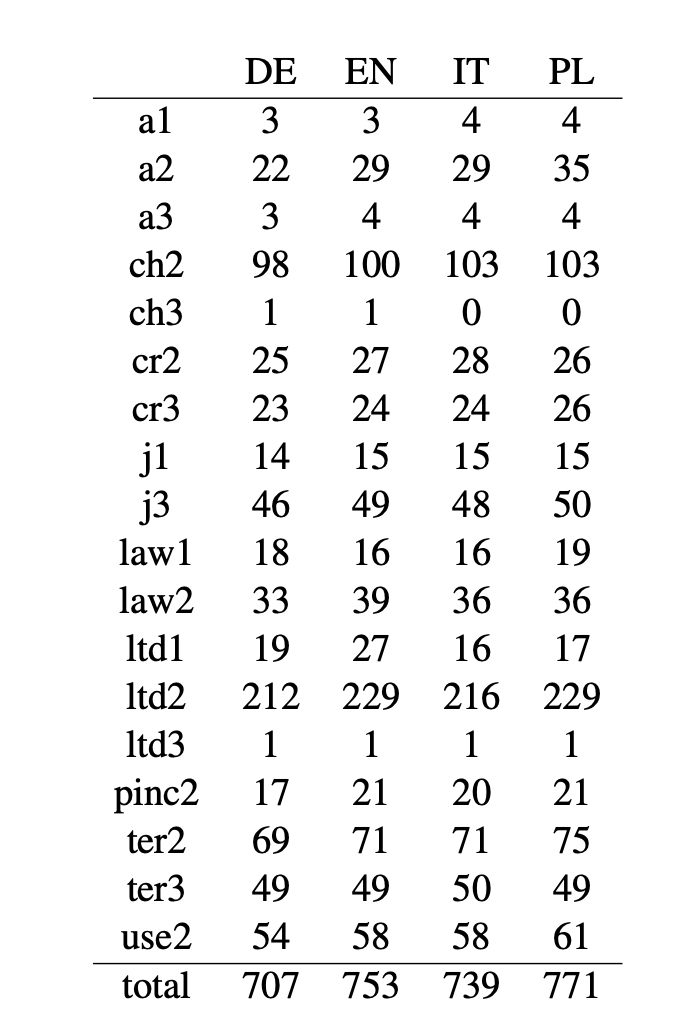 DE EN IT PL
a1 3 3 4 4
a2 22 29 29 35
a3 3 4 4 4
ch2 98 100 103 103
ch3 1 1 0 0
cr2 25 27 28 26
cr3 23 24 24 26
j1 14 15 15 15
j3 46 49 48 50
law1 18 16 16 19
law2 33 39 36 36
ltd1 19 27 16 17
ltd2 212 229 216 229
ltd3 1 1 1 1
pinc2 17 21 20 21
ter2 69 71 71 75
ter3 49 49 50 49
use2 54 58 58 61
total 707 753 739 771